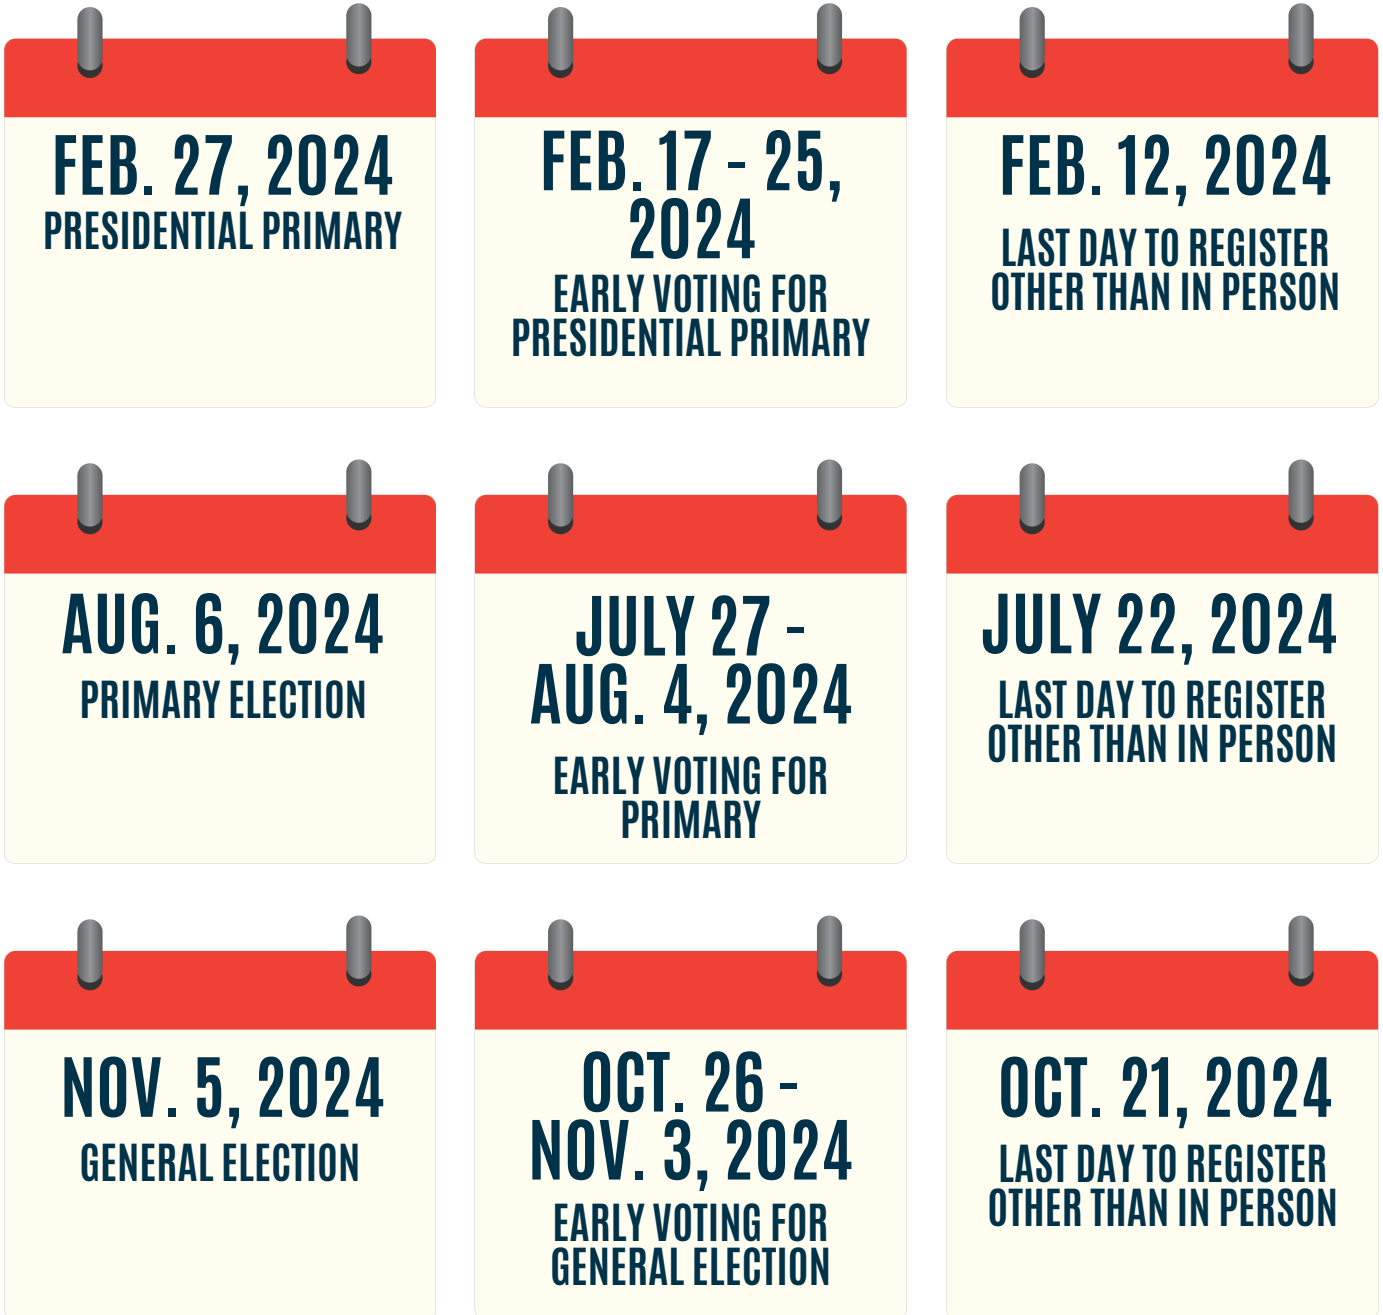 FEB. 27, 2024
PRESIDENTIAL PRIMARY
FEB. 17 - 25,
2024
EARLY VOTING FOR
PRESIDENTIAL PRIMARY
FEB. 12, 2024
LAST DAY TO REGISTER
OTHER THAN IN PERSON
AUG. 6, 2024
PRIMARY ELECTION
JULY 27 -
AUG. 4, 2024
EARLY VOTING FOR
PRIMARY
JULY 22, 2024
LAST DAY TO REGISTER
OTHER THAN IN PERSON
NOV. 5, 2024
GENERAL ELECTION
OCT. 26 -
NOV. 3, 2024
EARLY VOTING FOR
GENERAL ELECTION
OCT. 21, 2024
LAST DAY TO REGISTER
OTHER THAN IN PERSON